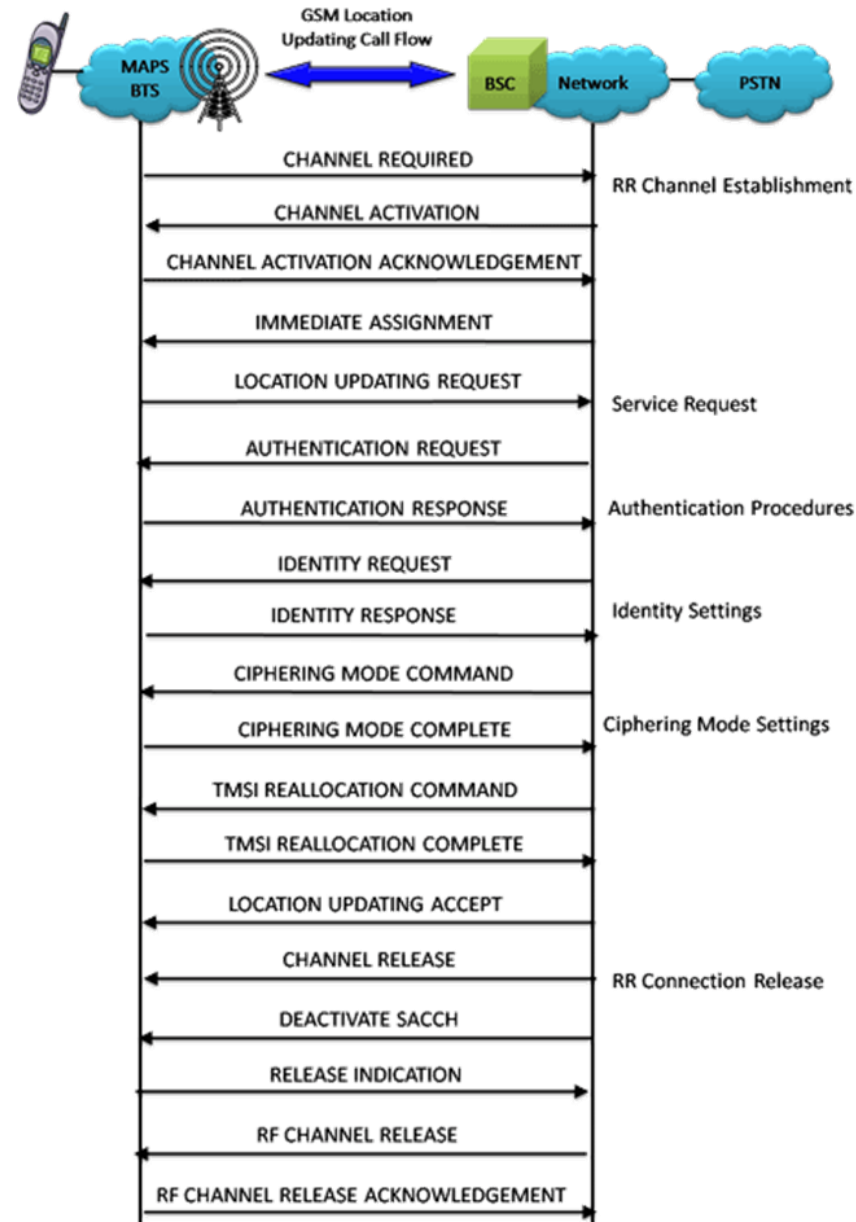 GSM Location
Updating Call Flow
MAPS
BTS
BSC
Network
PSTN
CHANNEL REQUIRED
RR Channel Establishment
CHANNEL ACTIVATION
CHANNEL ACTIVATION ACKNOWLEDGEMENT
IMMEDIATE ASSIGNMENT
LOCATION UPDATING REQUEST
Service Request
AUTHENTICATION REQUEST
AUTHENTICATION RESPONSE
Authentication Procedures
IDENTITY REQUEST
IDENTITY RESPONSE
Identity Settings
CIPHERING MODE COMMAND
CIPHERING MODE COMPLETE
Ciphering Mode Settings
TMSI REALLOCATION COMMAND
TMSI REALLOCATION COMPLETE
LOCATION UPDATING ACCEPT
CHANNEL RELEASE
RR Connection Release
DEACTIVATE SACCH
RELEASE INDICATION
RF CHANNEL RELEASE
RF CHANNEL RELEASE ACKNOWLEDGEMENT